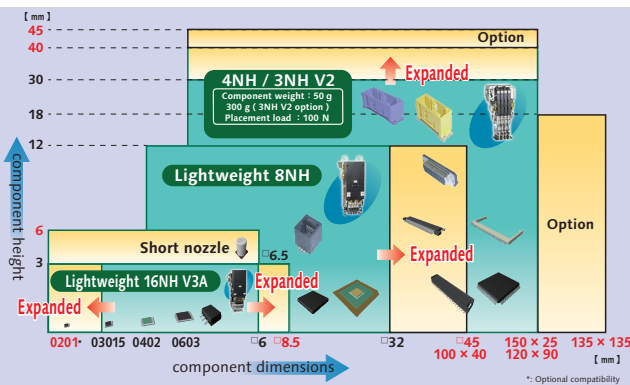 [ mm ]
45
40
30
18
12
6
3
component height
Option
Expanded
4NH / 3NH V2
Component weight : 50 g
300 g ( 3NH V2 option )
Placement load : 100 N
Lightweight 8NH
Short nozzle
□6.5
Expanded
Option
Lightweight 16NH V3A
Expanded
Expanded
0201*
03015
0402
0603
□6
□8.5
□32
□45
100 × 40
150 × 25
120 × 90
135 × 135
[ mm ]
component dimensions
*: Optional compatibility